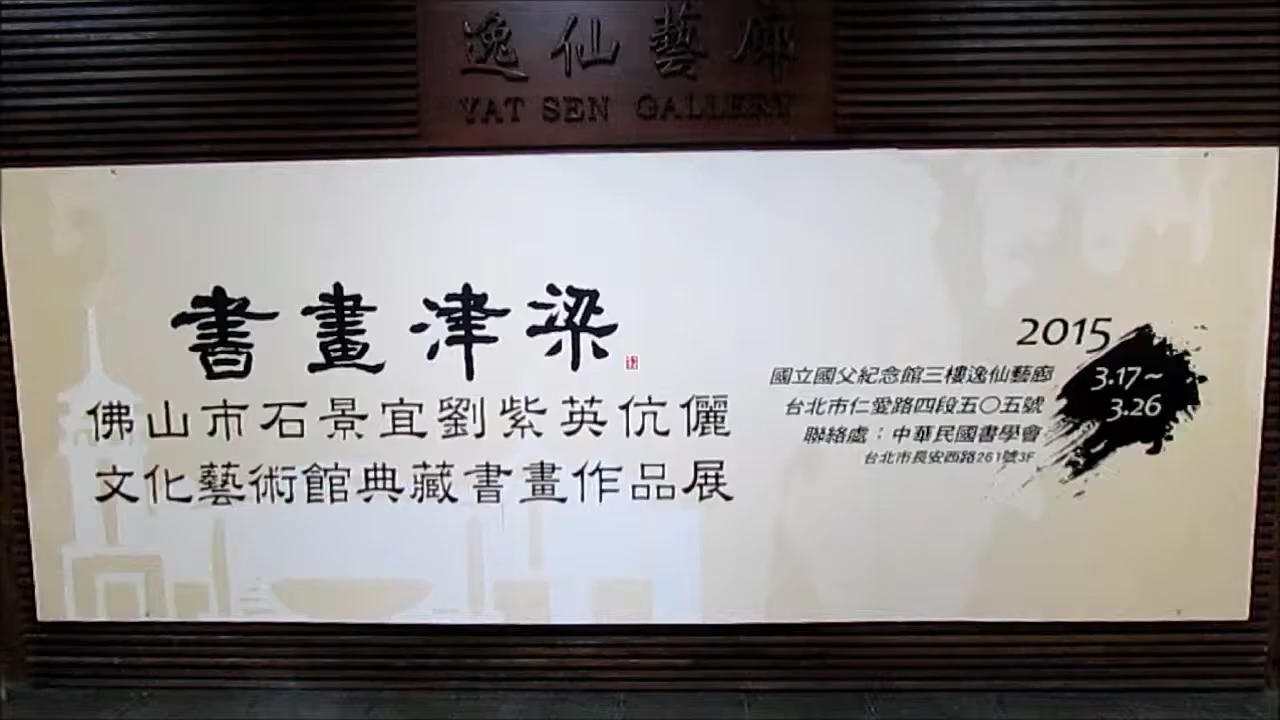 逸仙藝廊
YAT SEN GALLERY
書畫津梁
佛山市石景宜劉紫英伉儷
文化藝術館典藏書畫作品展
2015
3.17~
3.26
國立國父紀念館三樓逸仙藝廊
台北市仁愛路四段五〇五號
聯絡處：中華民國書學會
台北市長安西路261號3F